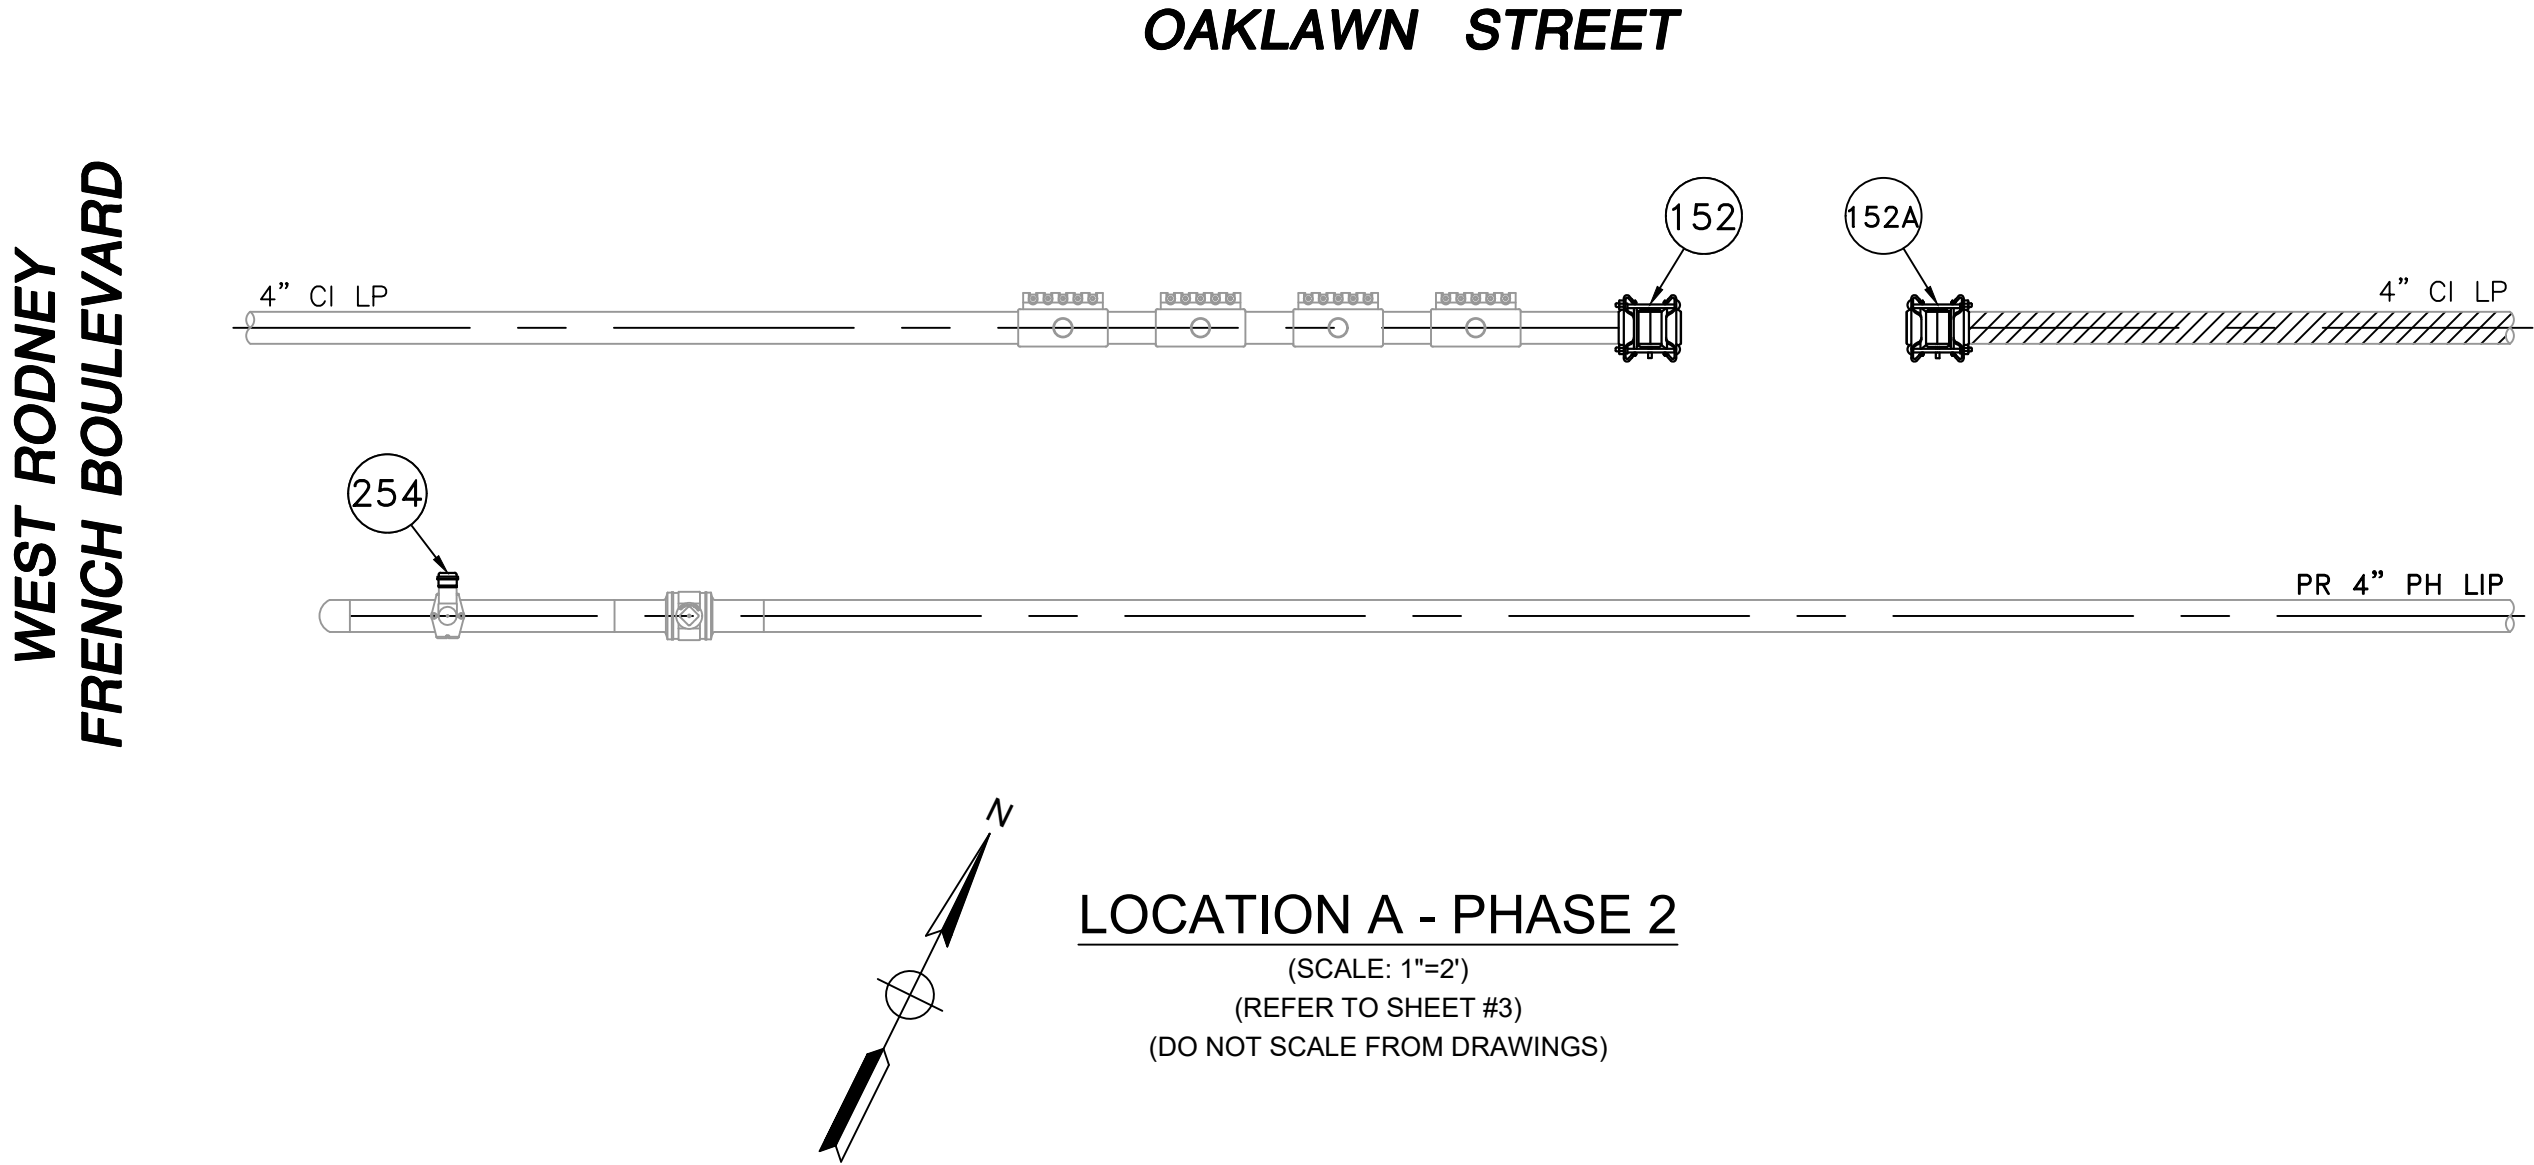 OAKLAWN STREET
WEST RODNEY
FRENCH BOULEVARD
152
152A
4” CI LP
4” CI LP
254
PR 4” PH LIP
N
LOCATION A - PHASE 2
(SCALE: 1"=2')
(REFER TO SHEET #3)
(DO NOT SCALE FROM DRAWINGS)